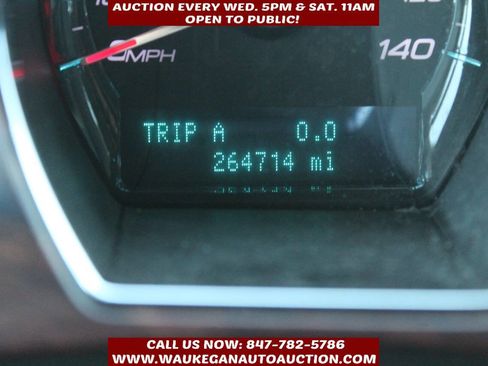 AUCTION EVERY WED. 5PM & SAT. 11AM
OPEN TO PUBLIC!
0 MPH
140
TRIP A 0.0
264714 mi
CALL US NOW: 847-782-5786
WWW.WAUKEGANAUTOAUCTION.COM